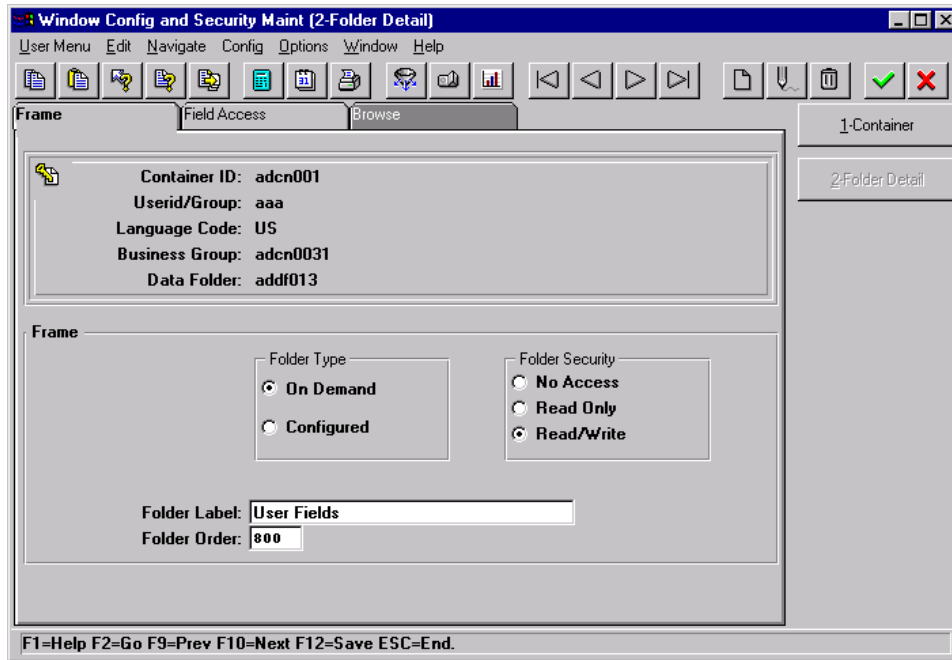 Window Config and Security Maint (2-Folder Detail)
User Menu Edit Navigate Config Options Window Help
31
Frame Field Access Browse
1-Container
2-Folder Detail
Container ID: adcn001
Userid/Group: aaa
Language Code: US
Business Group: adcn0031
Data Folder: addf013
Frame
Folder Type
On Demand
Configured
Folder Security
No Access
Read Only
Read/Write
Folder Label: User Fields
Folder Order: 800
F1=Help F2=Go F9=Prev F10=Next F12=Save ESC=End.